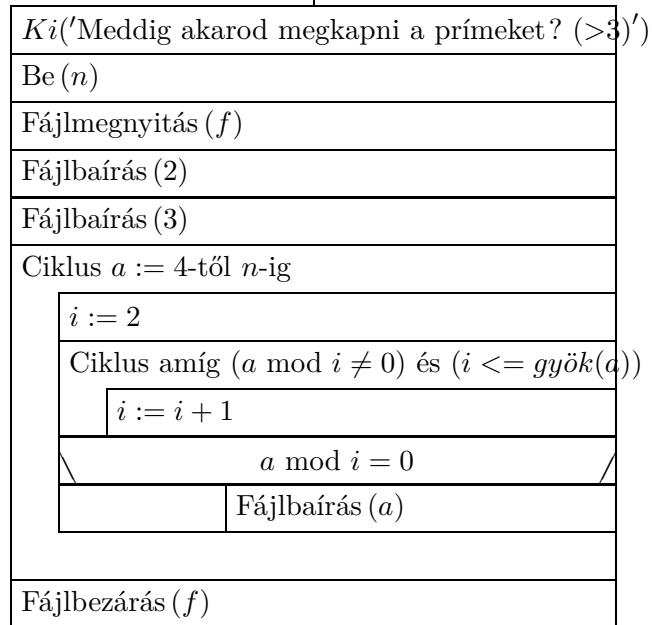 Ki('Meddig akarod megkapni a prímeket? (>3)')
Be (n)
Fájlmegnyitás (f)
Fájlbaírás (2)
Fájlbaírás (3)
Ciklus a := 4-től n-ig
i := 2
Ciklus amíg (a mod i ≠ 0) és (i <= gyök(a))
i := i + 1
a mod i = 0
Fájlbaírás (a)
Fájlbezárás (f)